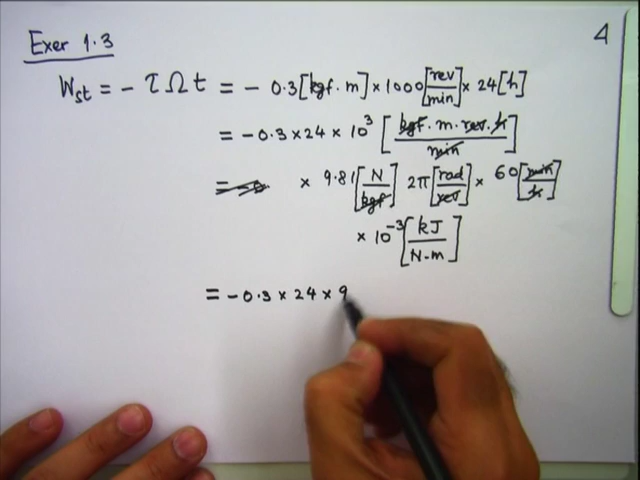 Exer 1.3
4
W_st = - τ Ω t = - 0.3 [kgf · m] × 1000 [rev/min] × 24 [h]
= - 0.3 × 24 × 10^3 [kgf · m · rev · h / min]
× 9.81 [N/kgf] 2π [rad/rev] × 60 [min/h]
× 10^-3 [kJ/N-m]
= - 0.3 × 24 × 9